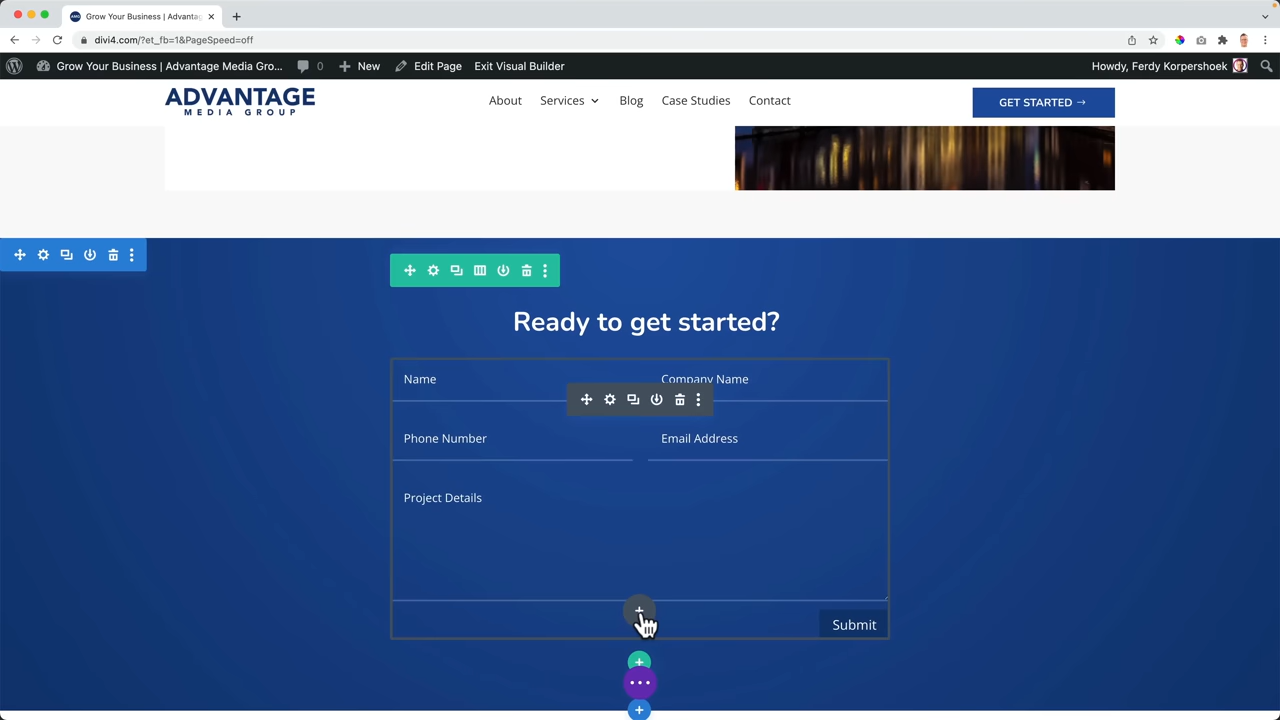 Grow Your Business | Advanta
divi4.com/?et_fb=1&PageSpeed=off
Grow Your Business | Advantage Media Gro... 0 New Edit Page Exit Visual Builder Howdy, Ferdy Korpershoek
ADVANTAGE
MEDIA GROUP
About Services Blog Case Studies Contact
GET STARTED →
Ready to get started?
Name Company Name
Phone Number Email Address
Project Details
Submit